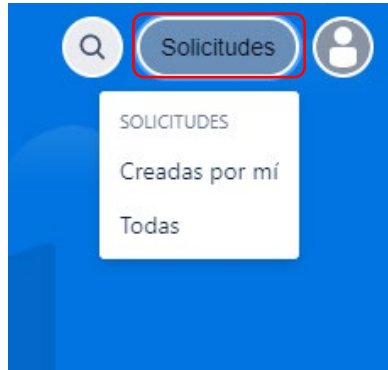 Solicitudes
SOLICITUDES
Creadas por mí
Todas